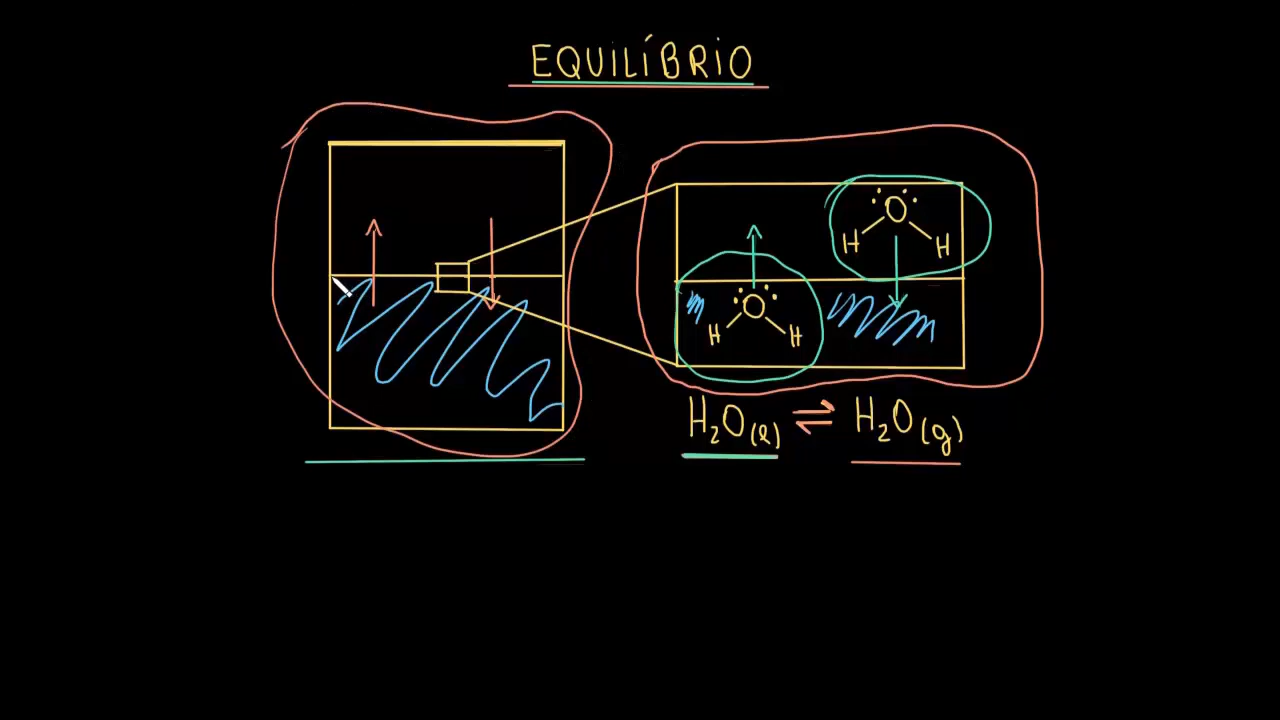 EQUILÍBRIO
O
H H
O
H H
H₂O(l) ⇌ H₂O(g)